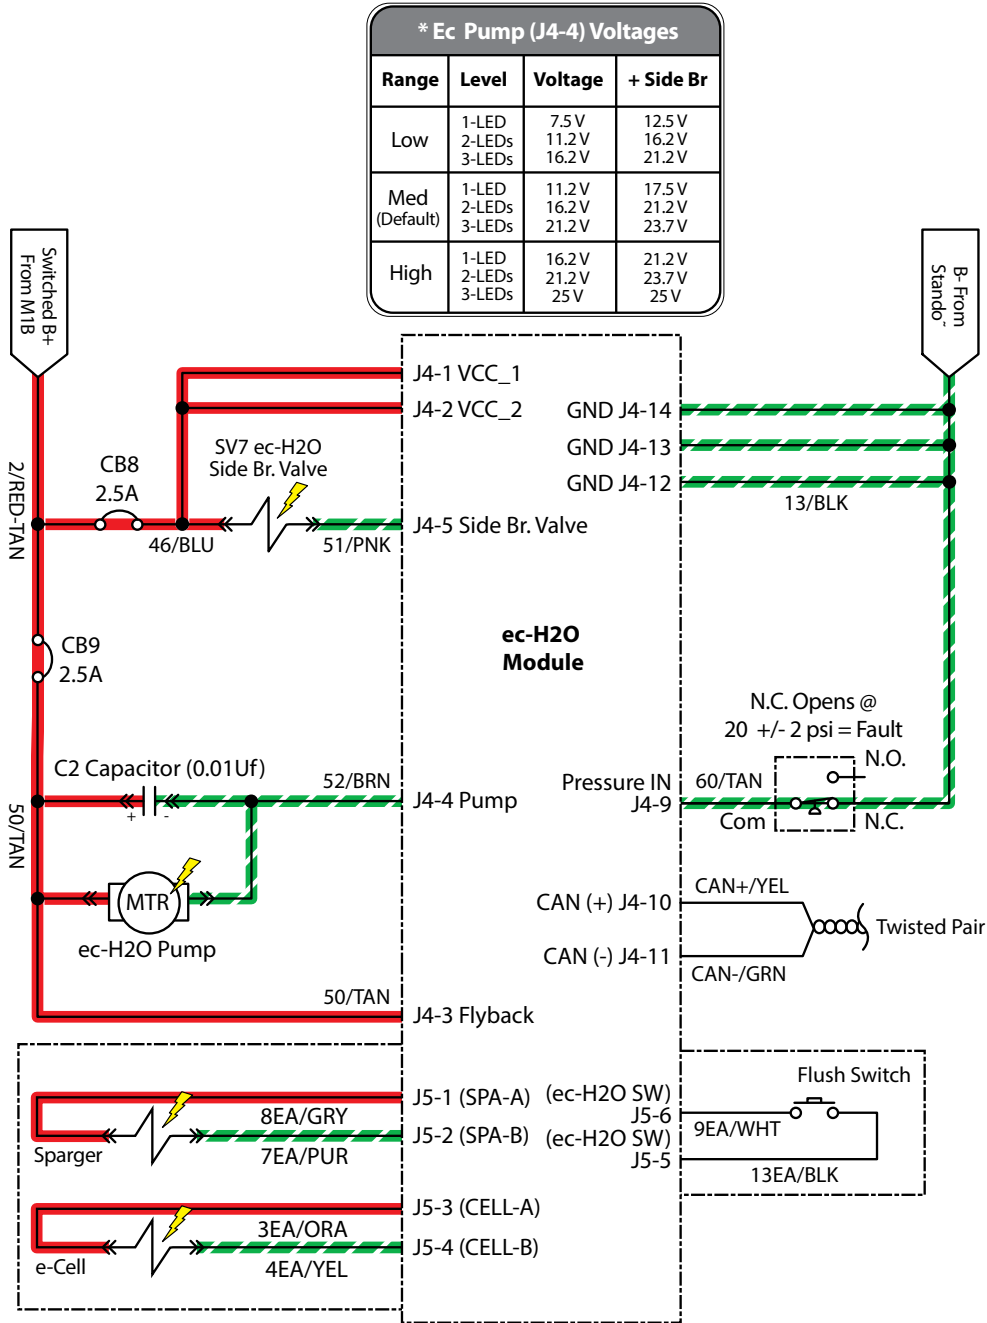 * Ec Pump (J4-4) Voltages
Range Level Voltage + Side Br
Low
1-LED 7.5 V 12.5 V
2-LEDs 11.2 V 16.2 V
3-LEDs 16.2 V 21.2 V
Med
(Default)
1-LED 11.2 V 17.5 V
2-LEDs 16.2 V 21.2 V
3-LEDs 21.2 V 23.7 V
High
1-LED 16.2 V 21.2 V
2-LEDs 21.2 V 23.7 V
3-LEDs 25 V 25 V
Switched B+
From M1B
B- From
Stando˜
J4-1 VCC_1
J4-2 VCC_2
GND J4-14
GND J4-13
GND J4-12
13/BLK
SV7 ec-H2O
Side Br. Valve
CB8
2.5A
2/RED-TAN
46/BLU
51/PNK
J4-5 Side Br. Valve
ec-H2O
Module
CB9
2.5A
N.C. Opens @
20 +/- 2 psi = Fault
N.O.
C2 Capacitor (0.01Uf)
52/BRN
J4-4 Pump
Pressure IN
J4-9
60/TAN
Com
N.C.
+ -
50/TAN
MTR
ec-H2O Pump
CAN (+) J4-10
CAN+/YEL
Twisted Pair
CAN (-) J4-11
CAN-/GRN
50/TAN
J4-3 Flyback
J5-1 (SPA-A)
8EA/GRY
J5-2 (SPA-B)
7EA/PUR
Sparger
(ec-H2O SW)
J5-6
(ec-H2O SW)
J5-5
Flush Switch
9EA/WHT
13EA/BLK
J5-3 (CELL-A)
3EA/ORA
J5-4 (CELL-B)
4EA/YEL
e-Cell